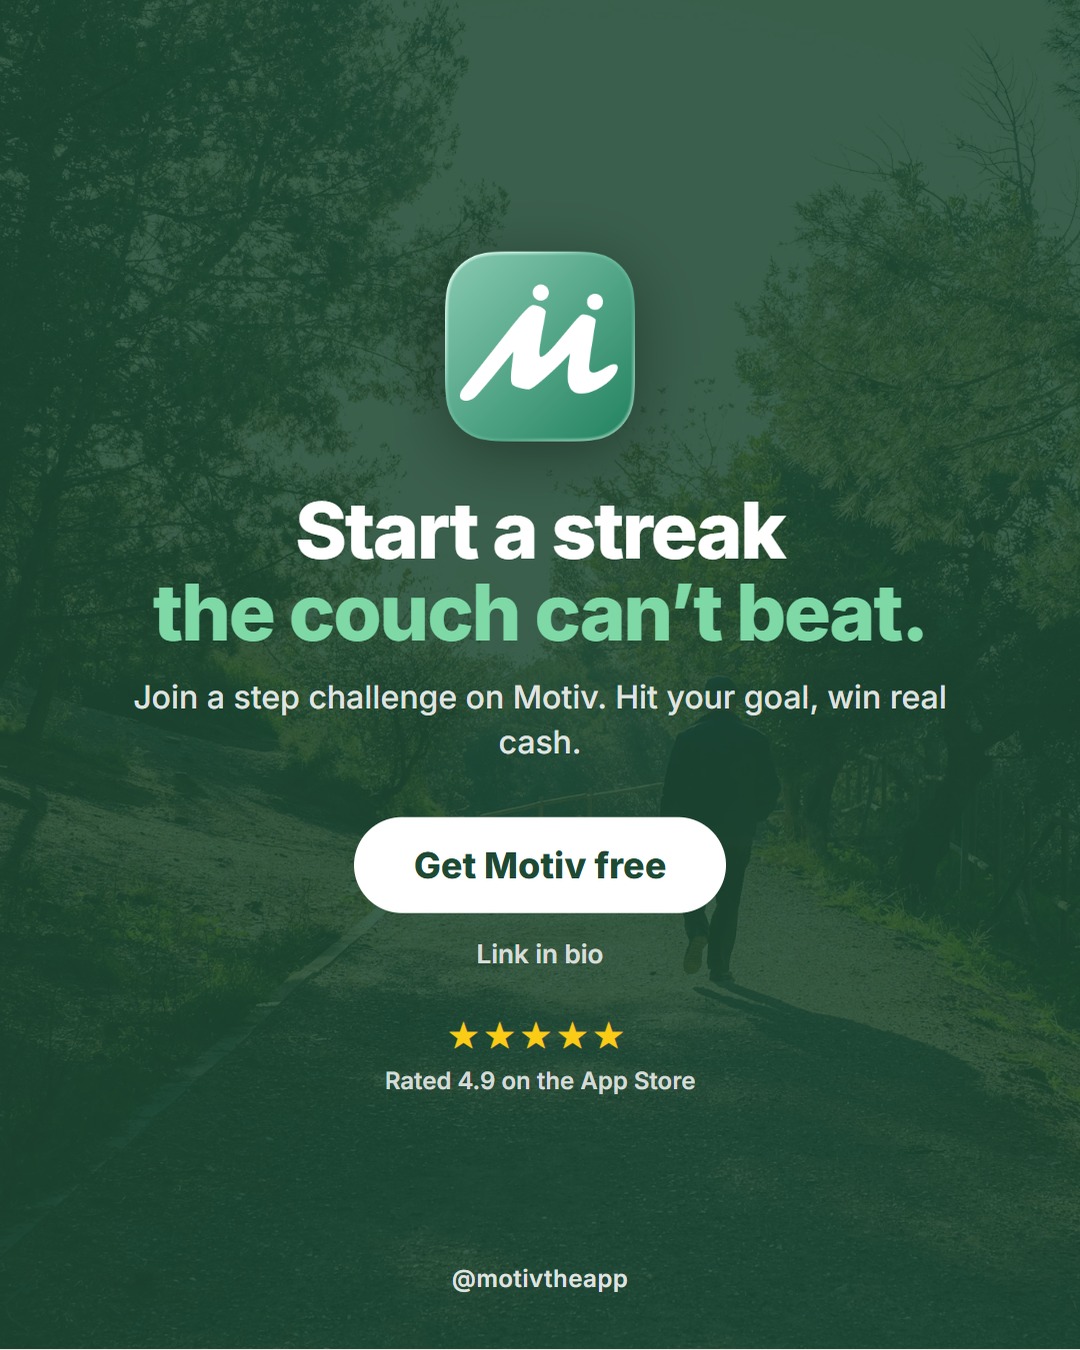 Start a streak
the couch can’t beat.
Join a step challenge on Motiv. Hit your goal, win real
cash.
Get Motiv free
Link in bio
★★★★★
Rated 4.9 on the App Store
@motivtheapp